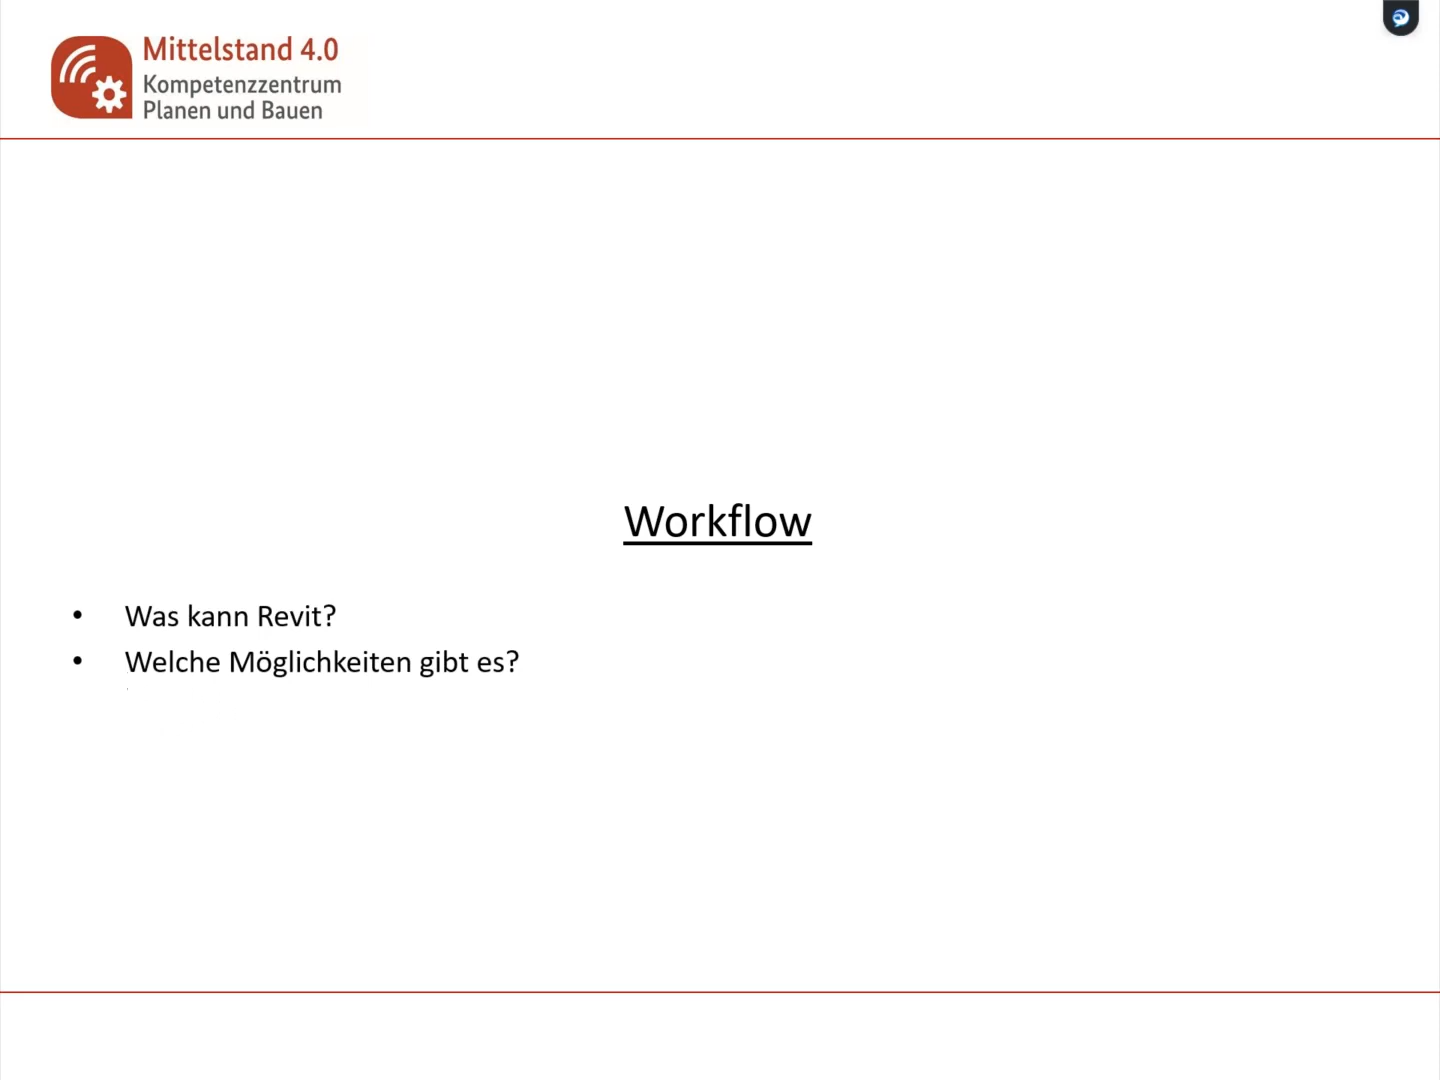 Mittelstand 4.0
Kompetenzzentrum
Planen und Bauen
Workflow
• Was kann Revit?
• Welche Möglichkeiten gibt es?